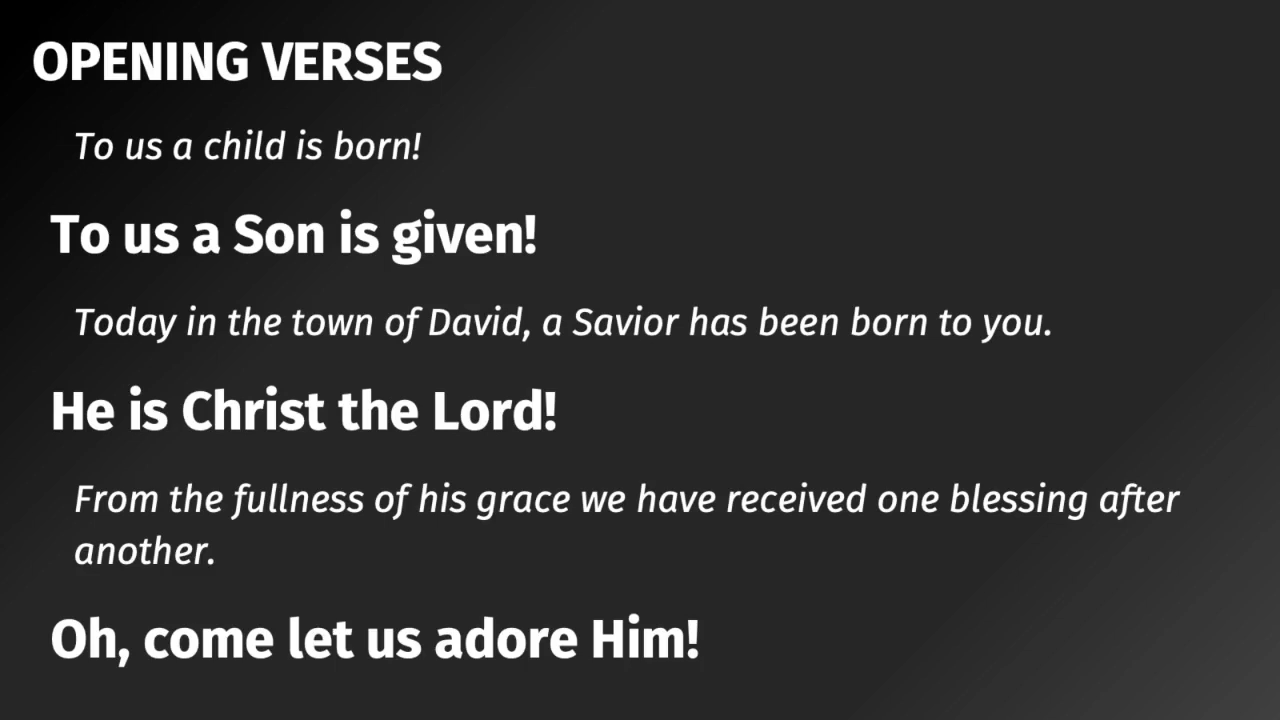 OPENING VERSES
To us a child is born!
To us a Son is given!
Today in the town of David, a Savior has been born to you.
He is Christ the Lord!
From the fullness of his grace we have received one blessing after
another.
Oh, come let us adore Him!